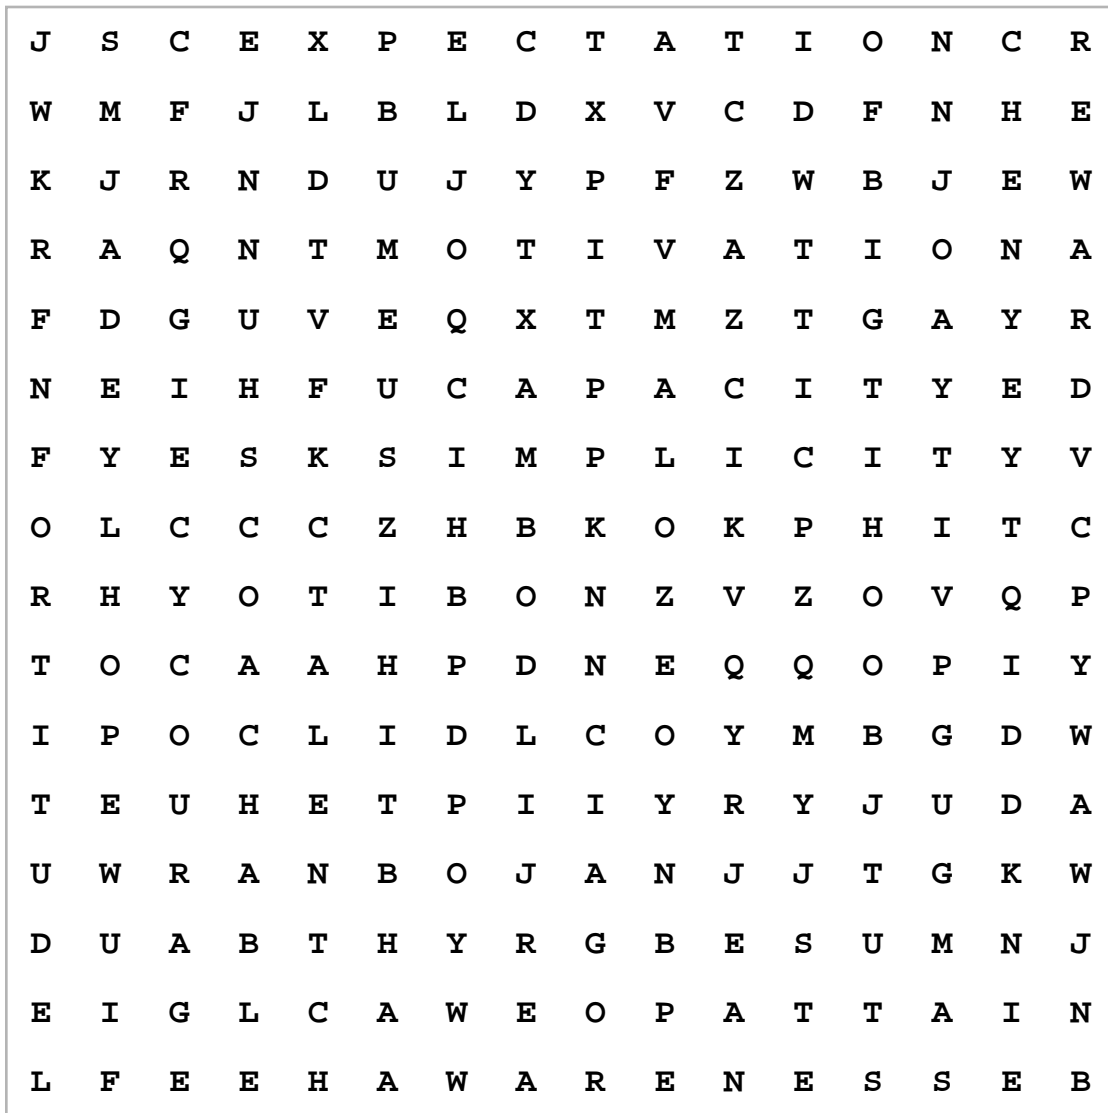 J S C E X P E C T A T I O N C R
W M F J L B L D X V C D F N H E
K J R N D U J Y P F Z W B J E W
R A Q N T M O T I V A T I O N A
F D G U V E Q X T M Z T G A Y R
N E I H F U C A P A C I T Y E D
F Y E S K S I M P L I C I T Y V
O L C C C Z H B K O K P H I T C
R H Y O T I B O N Z V Z O V Q P
T O C A A H P D N E Q Q O P I Y
I P O C L I D L C O Y M B G D W
T E U H E T P I I Y R Y J U D A
U W R A N B O J A N J J T G K W
D U A B T H Y R G B E S U M N J
E I G L C A W E O P A T T A I N
L F E E H A W A R E N E S S E B